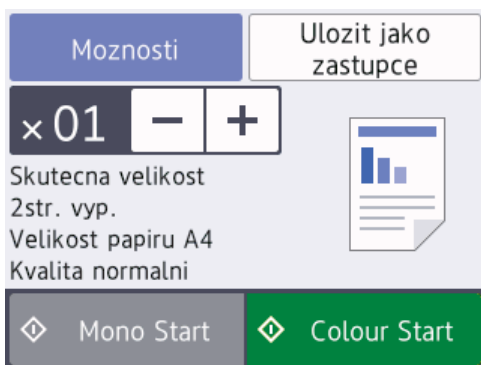 Moznosti
Ulozit jako
zastupce
×01
Skutecna velikost
2str. vyp.
Velikost papiru A4
Kvalita normalni
Mono Start
Colour Start